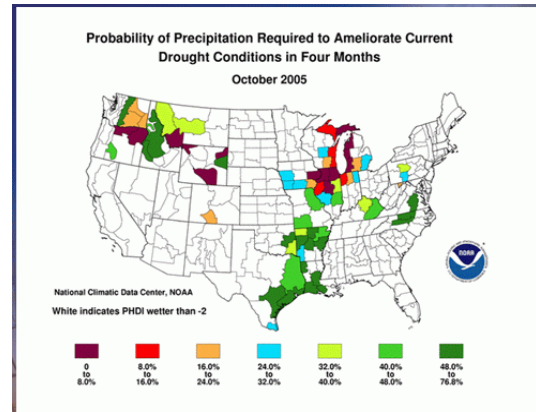 Probability of Precipitation Required to Ameliorate Current
Drought Conditions in Four Months
October 2005
NOAA
National Climatic Data Center, NOAA
White indicates PHDI wetter than -2
0 to 8.0%
8.0% to 16.0%
16.0% to 24.0%
24.0% to 32.0%
32.0% to 40.0%
40.0% to 48.0%
48.0% to 76.8%